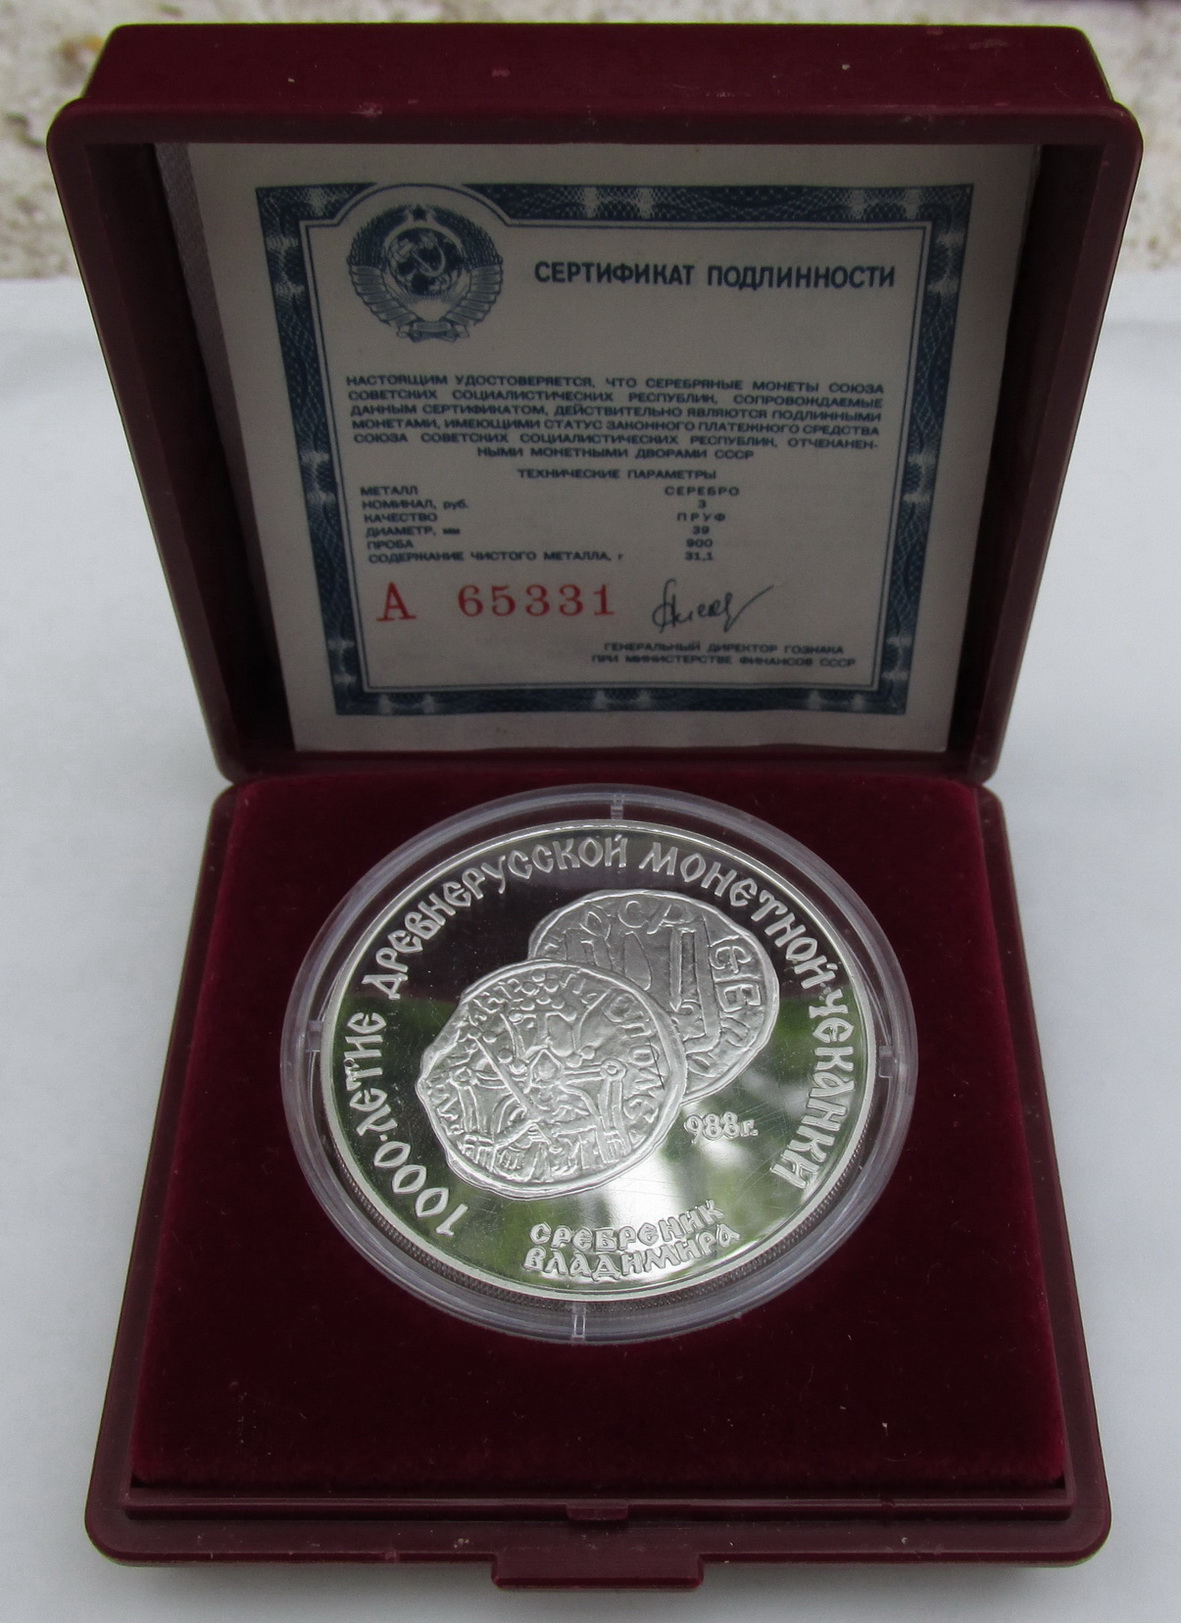 СЕРТИФИКАТ ПОДЛИННОСТИ
НАСТОЯЩИМ УДОСТОВЕРЯЕТСЯ, ЧТО СЕРЕБРЯНЫЕ МОНЕТЫ СОЮЗА
СОВЕТСКИХ СОЦИАЛИСТИЧЕСКИХ РЕСПУБЛИК, СОПРОВОЖДАЕМЫЕ
ДАННЫМ СЕРТИФИКАТОМ, ДЕЙСТВИТЕЛЬНО ЯВЛЯЮТСЯ ПОДЛИННЫМИ
МОНЕТАМИ, ИМЕЮЩИМИ СТАТУС ЗАКОННОГО ПЛАТЕЖНОГО СРЕДСТВА
СОЮЗА СОВЕТСКИХ СОЦИАЛИСТИЧЕСКИХ РЕСПУБЛИК, ОТЧЕКАНЕН-
НЫМИ МОНЕТНЫМИ ДВОРАМИ СССР
ТЕХНИЧЕСКИЕ ПАРАМЕТРЫ
МЕТАЛЛ СЕРЕБРО
НОМИНАЛ, руб. 3
КАЧЕСТВО ПРУФ
ДИАМЕТР, мм 39
ПРОБА 900
СОДЕРЖАНИЕ ЧИСТОГО МЕТАЛЛА, г 31,1
А 65331
ГЕНЕРАЛЬНЫЙ ДИРЕКТОР ГОЗНАКА
ПРИ МИНИСТЕРСТВЕ ФИНАНСОВ СССР
1000-ЛЕТИЕ ДРЕВНЕРУССКОЙ МОНЕТНОЙ ЧЕКАНКИ
988г.
СРЕБРЕНИК
ВЛАДИМИРА